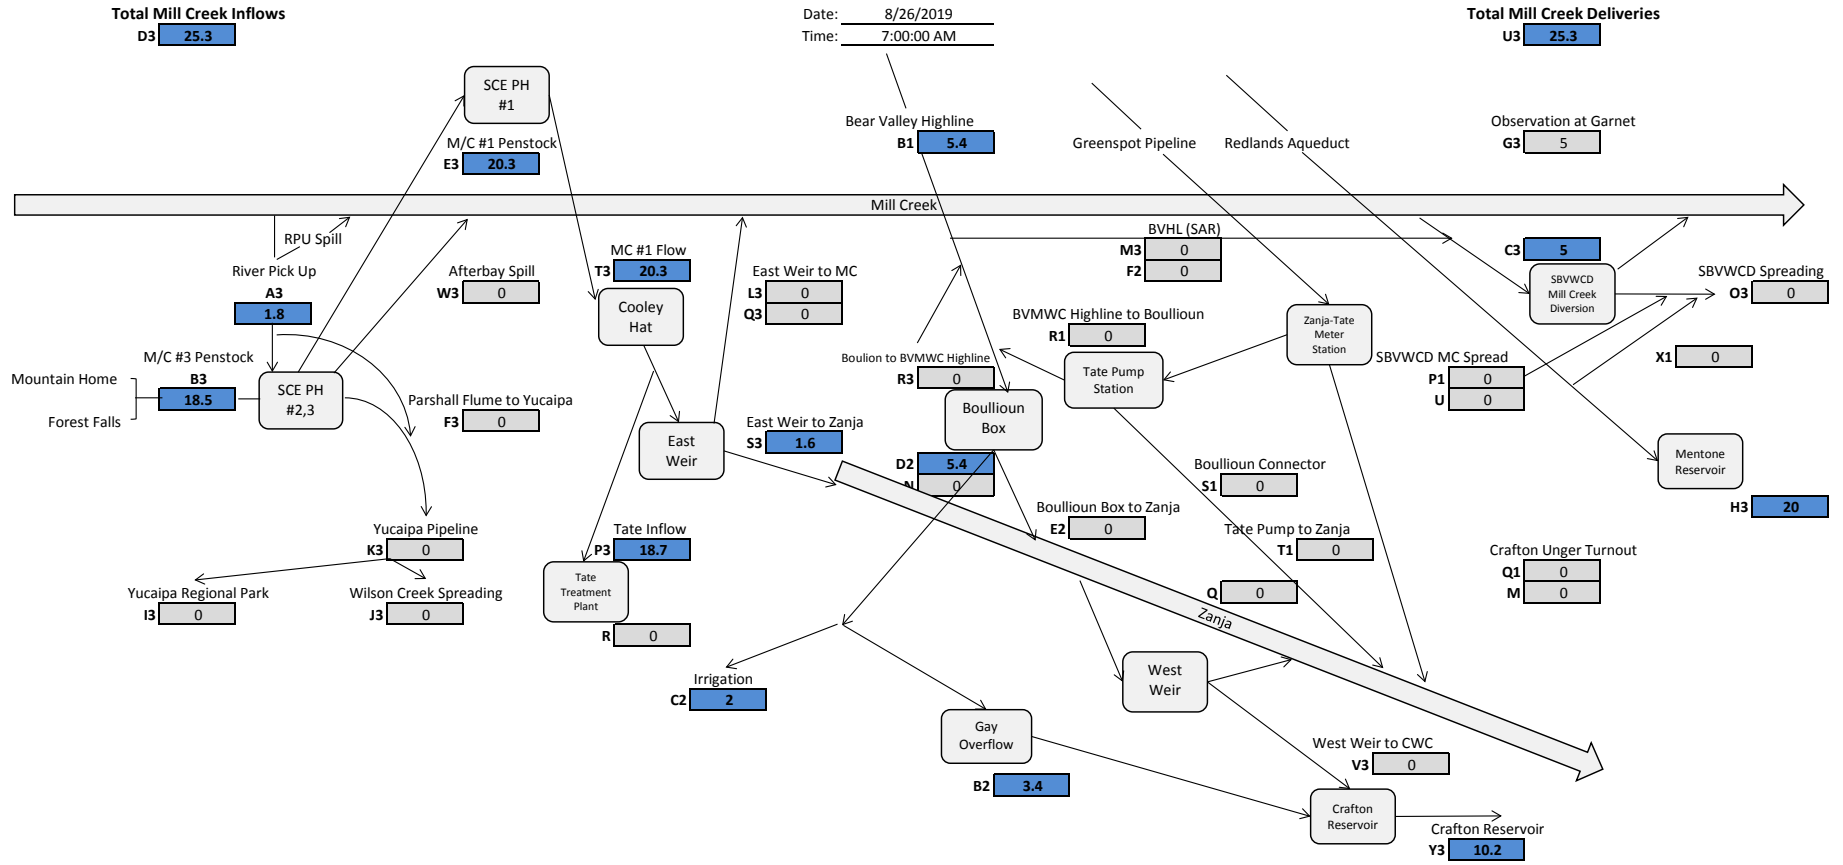 Total Mill Creek Inflows
D3 25.3
Date: 8/26/2019
Time: 7:00:00 AM
Total Mill Creek Deliveries
U3 25.3
SCE PH
#1
M/C #1 Penstock
E3 20.3
Bear Valley Highline
B1 5.4
Greenspot Pipeline
Redlands Aqueduct
Observation at Garnet
G3 5
Mill Creek
RPU Spill
River Pick Up
A3
1.8
Afterbay Spill
W3 0
MC #1 Flow
T3 20.3
Cooley
Hat
East Weir to MC
L3 0
Q3 0
BVHL (SAR)
M3 0
F2 0
C3 5
SBVWCD
Mill Creek
Diversion
SBVWCD Spreading
O3 0
BVMWC Highline to Boullioun
R1 0
Zanja-Tate
Meter
Station
M/C #3 Penstock
B3
18.5
Mountain Home
Forest Falls
SCE PH
#2,3
Parshall Flume to Yucaipa
F3 0
Boulion to BVMWC Highline
R3 0
Tate Pump
Station
SBVWCD MC Spread
P1 0
U 0
X1 0
Boullioun
Box
East
Weir
East Weir to Zanja
S3 1.6
D2 5.4
N 0
Boullioun Connector
S1 0
Mentone
Reservoir
H3 20
Boullioun Box to Zanja
E2 0
Yucaipa Pipeline
K3 0
Tate Inflow
P3 18.7
Tate
Treatment
Plant
R 0
Tate Pump to Zanja
T1 0
Crafton Unger Turnout
Q1 0
M 0
Yucaipa Regional Park
I3 0
Wilson Creek Spreading
J3 0
Q 0
Zanja
Irrigation
C2 2
West
Weir
Gay
Overflow
B2 3.4
West Weir to CWC
V3 0
Crafton
Reservoir
Crafton Reservoir
Y3 10.2